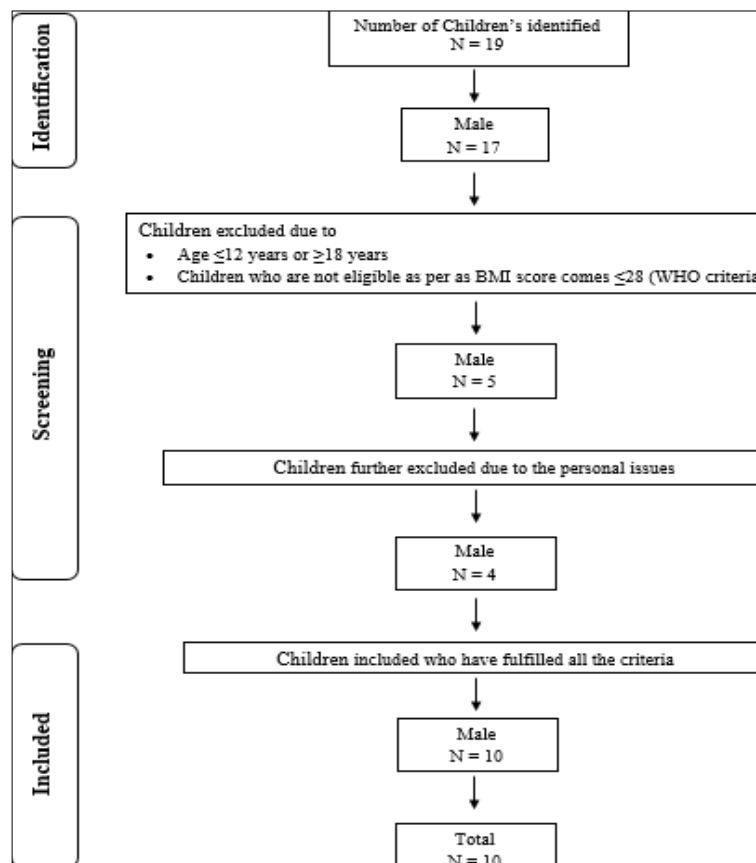 Identification
Number of Children’s identified
N = 19
Male
N = 17
Screening
Children excluded due to
• Age ≤12 years or ≥18 years
• Children who are not eligible as per as BMI score comes ≤28 (WHO criteria
Male
N = 5
Children further excluded due to the personal issues
Male
N = 4
Included
Children included who have fulfilled all the criteria
Male
N = 10
Total
N = 10